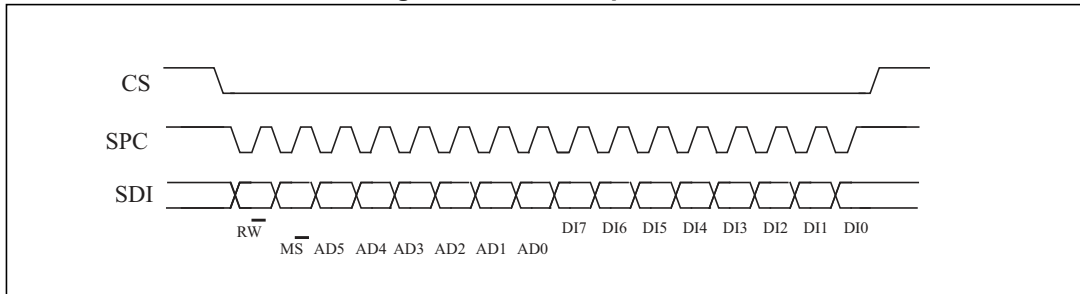 CS
SPC
SDI
RW̅ DI7 DI6 DI5 DI4 DI3 DI2 DI1 DI0
MS̅ AD5 AD4 AD3 AD2 AD1 AD0